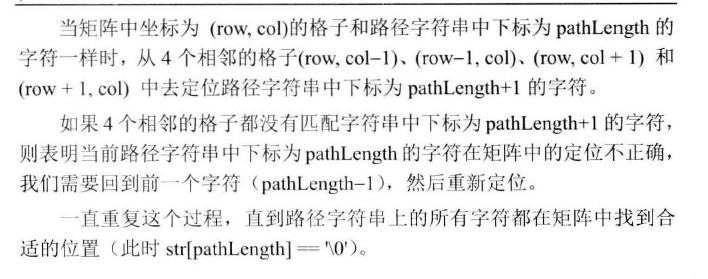 当矩阵中坐标为 (row, col)的格子和路径字符串中下标为 pathLength 的
字符一样时，从 4 个相邻的格子(row, col−1)、(row−1, col)、(row, col + 1) 和
(row + 1, col) 中去定位路径字符串中下标为 pathLength+1 的字符。
如果 4 个相邻的格子都没有匹配字符串中下标为 pathLength+1 的字符，
则表明当前路径字符串中下标为 pathLength 的字符在矩阵中的定位不正确，
我们需要回到前一个字符（pathLength−1），然后重新定位。
一直重复这个过程，直到路径字符串上的所有字符都在矩阵中找到合
适的位置（此时 str[pathLength] == '\0'）。